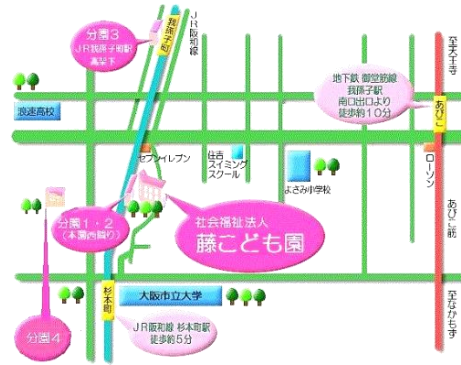 分園3
JR我孫子町駅
高架下
我孫子町
JR阪和線
至天王寺
地下鉄 御堂筋線
我孫子駅
南口出口より
徒歩約10分
あびこ
浪速高校
セブンイレブン
住吉
スイミング
スクール
よさみ小学校
ローソン
あびこ筋
分園1・2
(本園西隣り)
社会福祉法人
藤こども園
杉本町
大阪市立大学
JR阪和線 杉本町駅
徒歩約5分
分園4
至なかもず